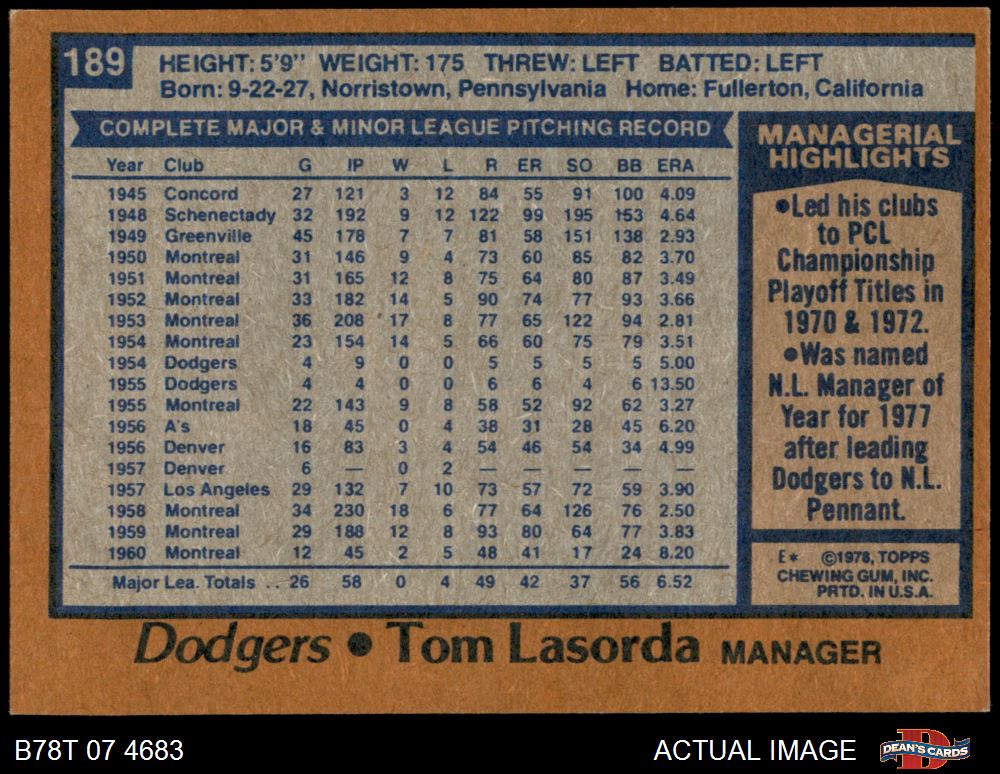 189
HEIGHT: 5'9" WEIGHT: 175 THREW: LEFT BATTED: LEFT
Born: 9-22-27, Norristown, Pennsylvania Home: Fullerton, California
COMPLETE MAJOR & MINOR LEAGUE PITCHING RECORD
Year Club G IP W L R ER SO BB ERA
1945 Concord 27 121 3 12 84 55 91 100 4.09
1948 Schenectady 32 192 9 12 122 99 195 153 4.64
1949 Greenville 45 178 7 7 81 58 151 138 2.93
1950 Montreal 31 146 9 4 73 60 85 82 3.70
1951 Montreal 31 165 12 8 75 64 80 87 3.49
1952 Montreal 33 182 14 5 90 74 77 93 3.66
1953 Montreal 36 208 17 8 77 65 122 94 2.81
1954 Montreal 23 154 14 5 66 60 75 79 3.51
1954 Dodgers 4 9 0 0 5 5 5 5 5.00
1955 Dodgers 4 4 0 0 6 6 4 6 13.50
1955 Montreal 22 143 9 8 58 52 92 62 3.27
1956 A's 18 45 0 4 38 31 28 45 6.20
1956 Denver 16 83 3 4 54 46 54 34 4.99
1957 Denver 6 — 0 2 — — — — —
1957 Los Angeles 29 132 7 10 73 57 72 59 3.90
1958 Montreal 34 230 18 6 77 64 126 76 2.50
1959 Montreal 29 188 12 8 93 80 64 77 3.83
1960 Montreal 12 45 2 5 48 41 17 24 8.20
Major Lea. Totals .. 26 58 0 4 49 42 37 56 6.52
MANAGERIAL
HIGHLIGHTS
•Led his clubs
to PCL
Championship
Playoff Titles in
1970 & 1972.
•Was named
N.L. Manager of
Year for 1977
after leading
Dodgers to N.L.
Pennant.
E* ©1978, TOPPS
CHEWING GUM, INC.
PRTD. IN U.S.A.
Dodgers • Tom Lasorda MANAGER
B78T 07 4683
ACTUAL IMAGE
B
DEAN'S CARDS